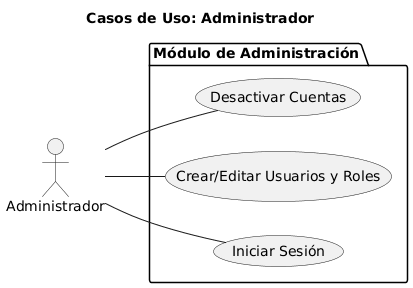 Casos de Uso: Administrador
Módulo de Administración
Desactivar Cuentas
Crear/Editar Usuarios y Roles
Administrador
Iniciar Sesión